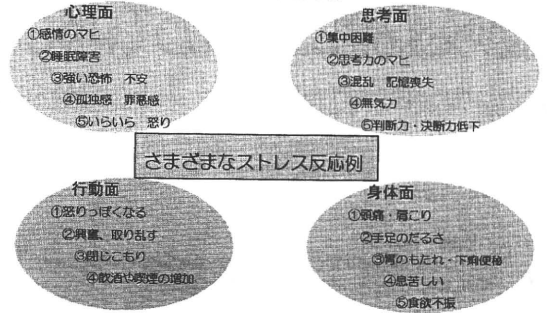 心理面
①感情のマヒ
②睡眠障害
③強い恐怖 不安
④孤独感 罪悪感
⑤いらいら 怒り
思考面
①集中困難
②思考力のマヒ
③混乱 記憶喪失
④無気力
⑤判断力・決断力低下
さまざまなストレス反応例
行動面
①怒りっぽくなる
②興奮、取り乱す
③閉じこもり
④飲酒や喫煙の増加
身体面
①頭痛・肩こり
②手足のだるさ
③胃のもたれ・下痢便秘
④息苦しい
⑤食欲不振